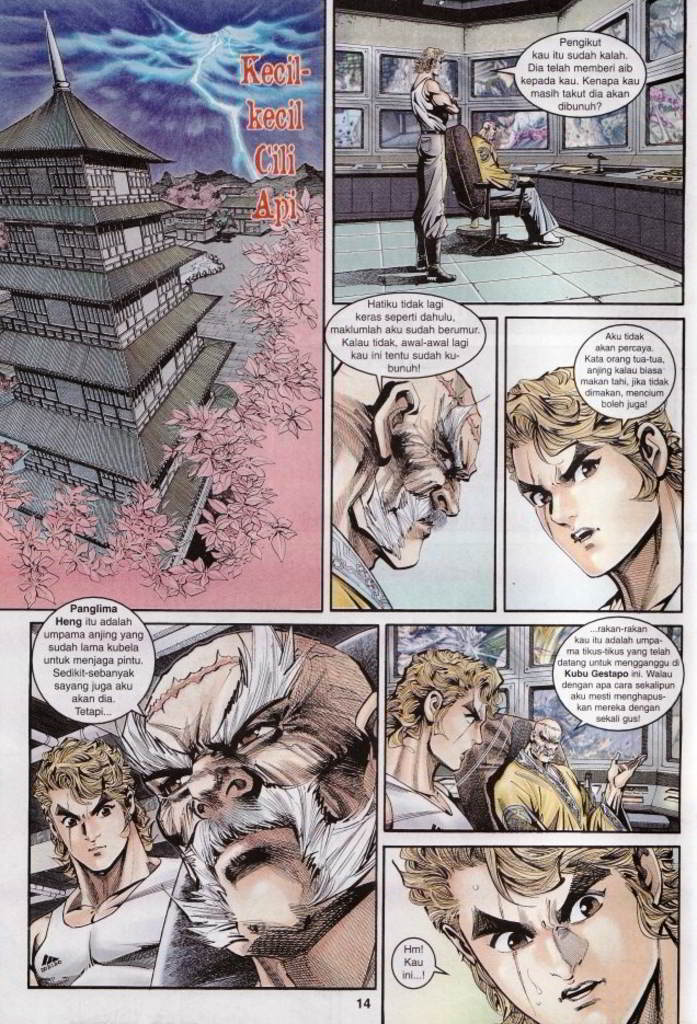 Kecil-
kecil
Cili
Api
Pengikut
kau itu sudah kalah.
Dia telah memberi aib
kepada kau. Kenapa kau
masih takut dia akan
dibunuh?
Hatiku tidak lagi
keras seperti dahulu,
maklumlah aku sudah berumur.
Kalau tidak, awal-awal lagi
kau ini tentu sudah ku-
bunuh!
Aku tidak
akan percaya.
Kata orang tua-tua,
anjing kalau biasa
makan tahi, jika tidak
dimakan, mencium
boleh juga!
Panglima
Heng itu adalah
umpama anjing yang
sudah lama kubela
untuk menjaga pintu.
Sedikit-sebanyak
sayang juga aku
akan dia.
Tetapi...
...rakan-rakan
kau itu adalah umpa-
ma tikus-tikus yang telah
datang untuk mengganggu di
Kubu Gestapo ini. Walau
dengan apa cara sekalipun
aku mesti menghapus-
kan mereka dengan
sekali gus!
Hm!
Kau
ini...!
14